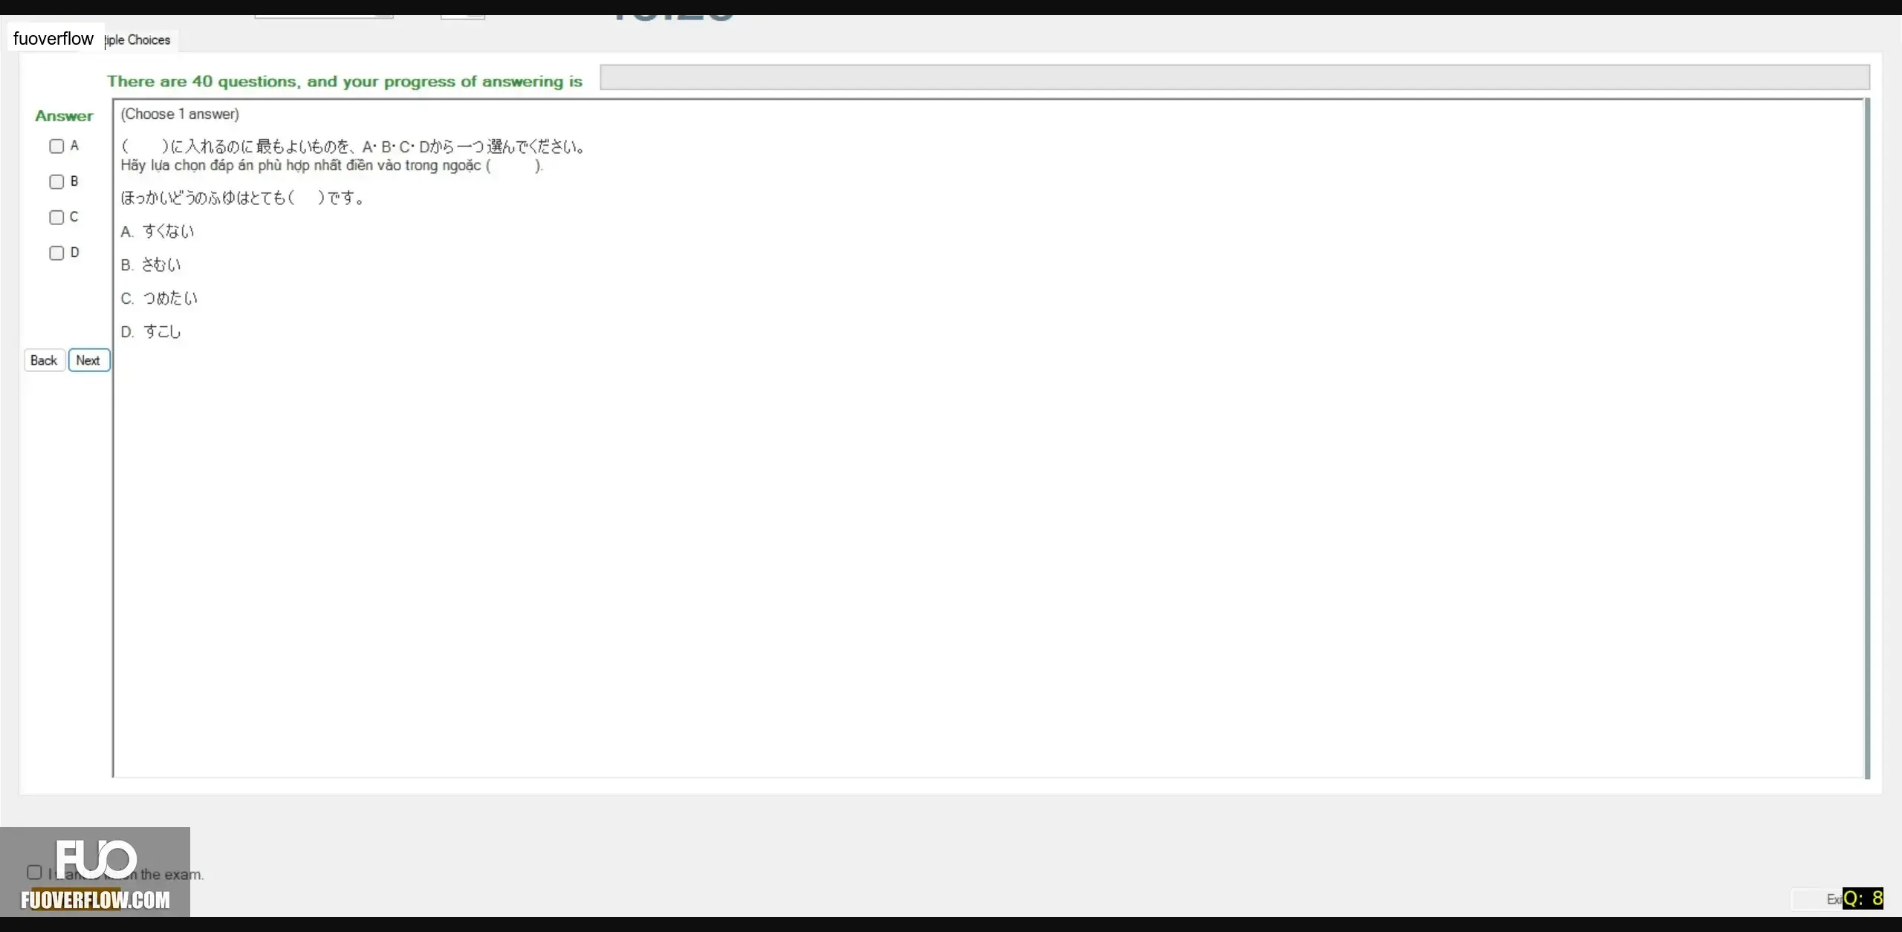 fuoverflow
iple Choices
There are 40 questions, and your progress of answering is
Answer
A
B
C
D
Back
Next
(Choose 1 answer)
(　　)に入れるのに最もよいものを、A・B・C・Dから一つ選んでください。
Hãy lựa chọn đáp án phù hợp nhất điền vào trong ngoặc (　　).
ほっかいどうのふゆはとても(　)です。
A. すくない
B. さむい
C. つめたい
D. すこし
FUO
the exam.
FUOVERFLOW.COM
Q: 8